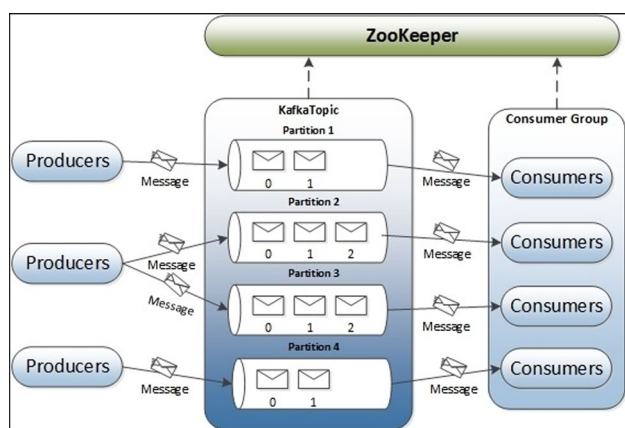 ZooKeeper
KafkaTopic
Consumer Group
Partition 1
Producers
Message
0 1
Message
Consumers
Partition 2
Producers
Message
0 1 2
Message
Consumers
Partition 3
Message
0 1 2
Message
Consumers
Partition 4
Producers
Message
0 1
Message
Consumers